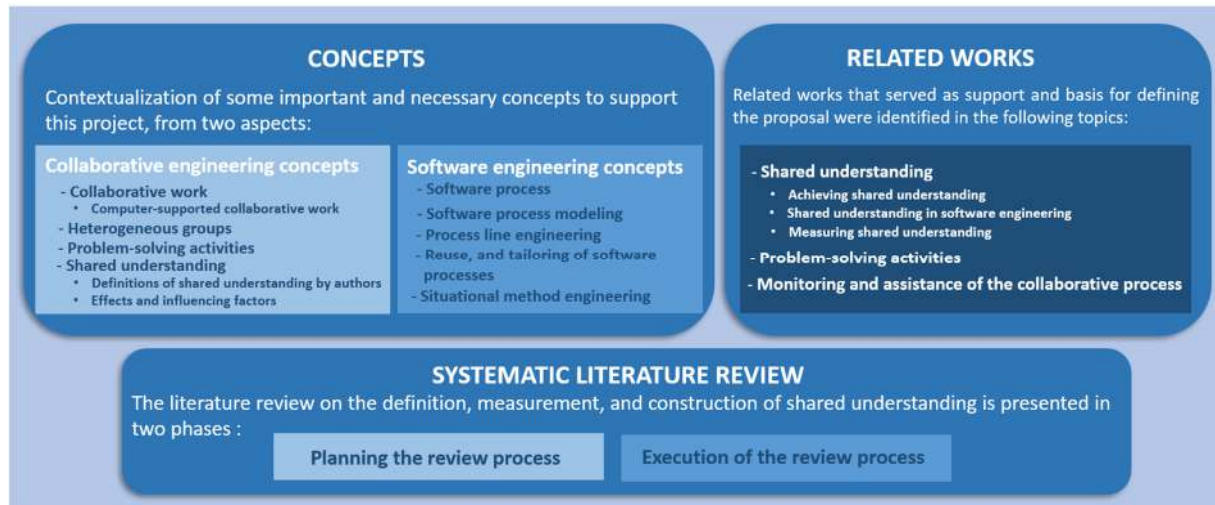 CONCEPTS
Contextualization of some important and necessary concepts to support
this project, from two aspects:
Collaborative engineering concepts
- Collaborative work
• Computer-supported collaborative work
- Heterogeneous groups
- Problem-solving activities
- Shared understanding
• Definitions of shared understanding by authors
• Effects and influencing factors
Software engineering concepts
- Software process
- Software process modeling
- Process line engineering
- Reuse, and tailoring of software
processes
- Situational method engineering
RELATED WORKS
Related works that served as support and basis for defining
the proposal were identified in the following topics:
- Shared understanding
• Achieving shared understanding
• Shared understanding in software engineering
• Measuring shared understanding
- Problem-solving activities
- Monitoring and assistance of the collaborative process
SYSTEMATIC LITERATURE REVIEW
The literature review on the definition, measurement, and construction of shared understanding is presented in
two phases :
Planning the review process
Execution of the review process